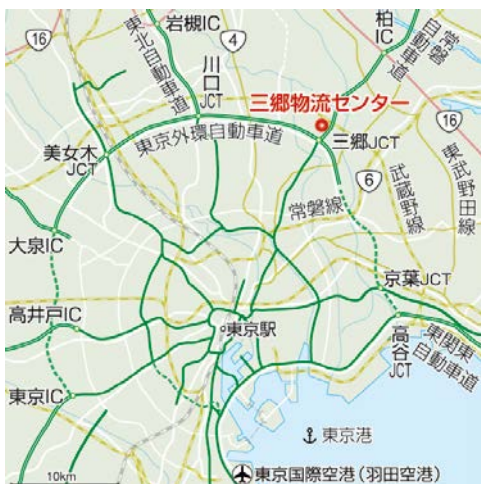 岩槻IC
柏IC
16
4
東北自動車道
川口JCT
常磐自動車道
三郷物流センター
16
東京外環自動車道
三郷JCT
美女木JCT
6
武蔵野線
東武野田線
常磐線
大泉IC
京葉JCT
高井戸IC
東京駅
高谷JCT
東関東自動車道
東京IC
東京港
10km
東京国際空港(羽田空港)